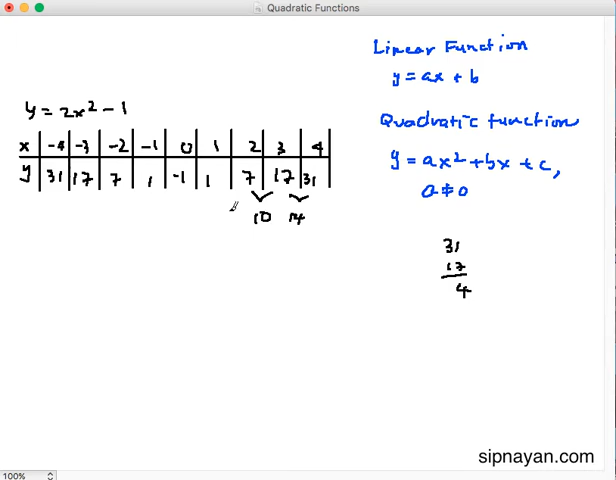 Quadratic Functions
Linear Function
y = ax + b
y = 2x² - 1
Quadratic function
x | -4 | -3 | -2 | -1 | 0 | 1 | 2 | 3 | 4
y | 31 | 17 | 7 | 1 | -1 | 1 | 7 | 17 | 31
y = ax² + bx + c,
a ≠ 0
10 14
31
17
4
sipnayan.com
100%